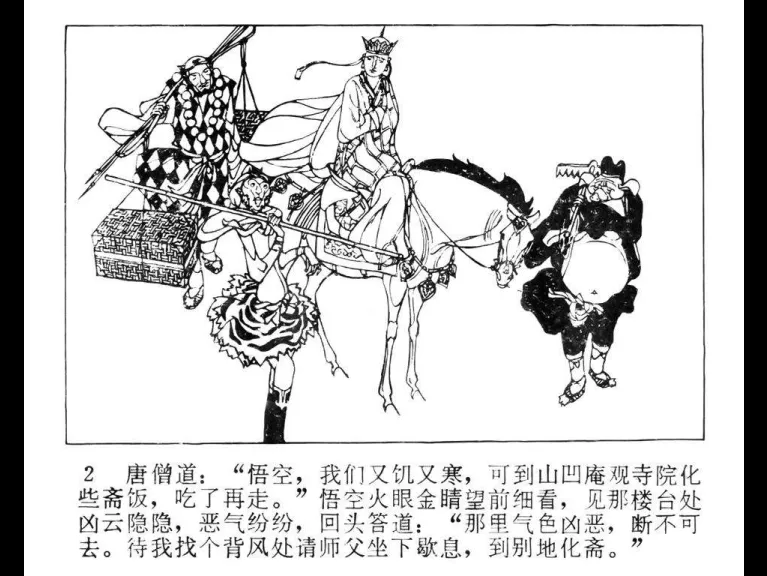 2 唐僧道：“悟空，我们又饥又寒，可到山凹庵观寺院化
些斋饭，吃了再走。”悟空火眼金睛望前细看，见那楼台处
凶云隐隐，恶气纷纷，回头答道：“那里气色凶恶，断不可
去。待我找个背风处请师父坐下歇息，到别地化斋。”